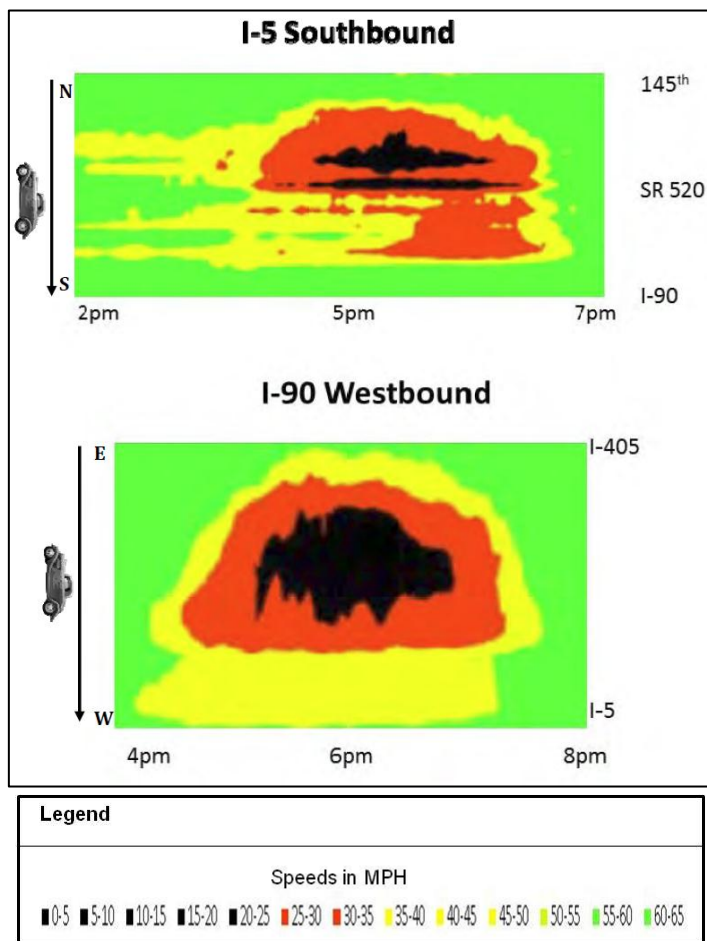 I-5 Southbound
N
145th
SR 520
S
I-90
2pm 5pm 7pm
I-90 Westbound
E
I-405
W
I-5
4pm 6pm 8pm
Legend
Speeds in MPH
0-5 5-10 10-15 15-20 20-25 25-30 30-35 35-40 40-45 45-50 50-55 55-60 60-65